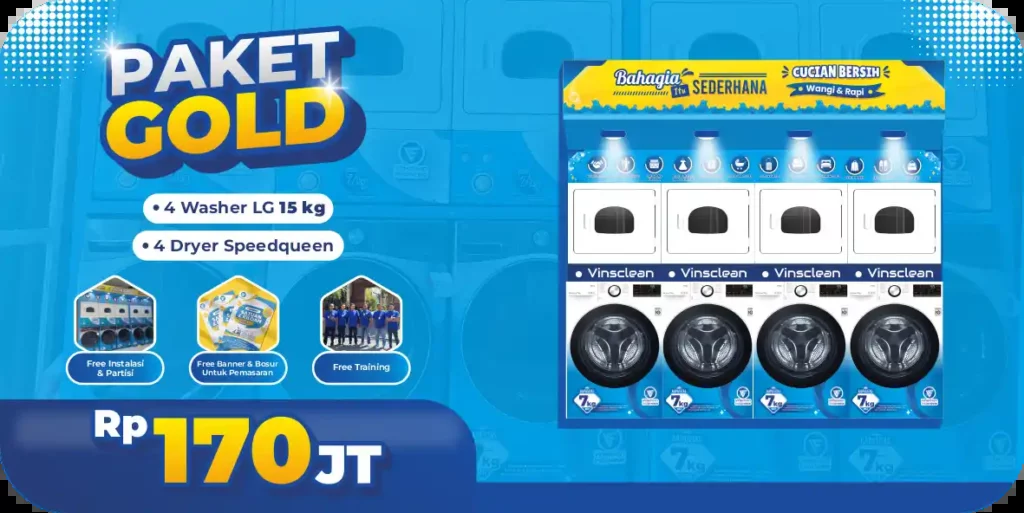 PAKET
GOLD
• 4 Washer LG 15 kg
• 4 Dryer Speedqueen
Free Instalasi
& Partisi
Free Banner & Bosur
Untuk Pemasaran
Free Training
Rp 170 JT
Bahagia Itu SEDERHANA
CUCIAN BERSIH
• Wangi & Rapi •
Vinsclean Vinsclean Vinsclean Vinsclean
7kg 7kg 7kg 7kg
7kg 7kg